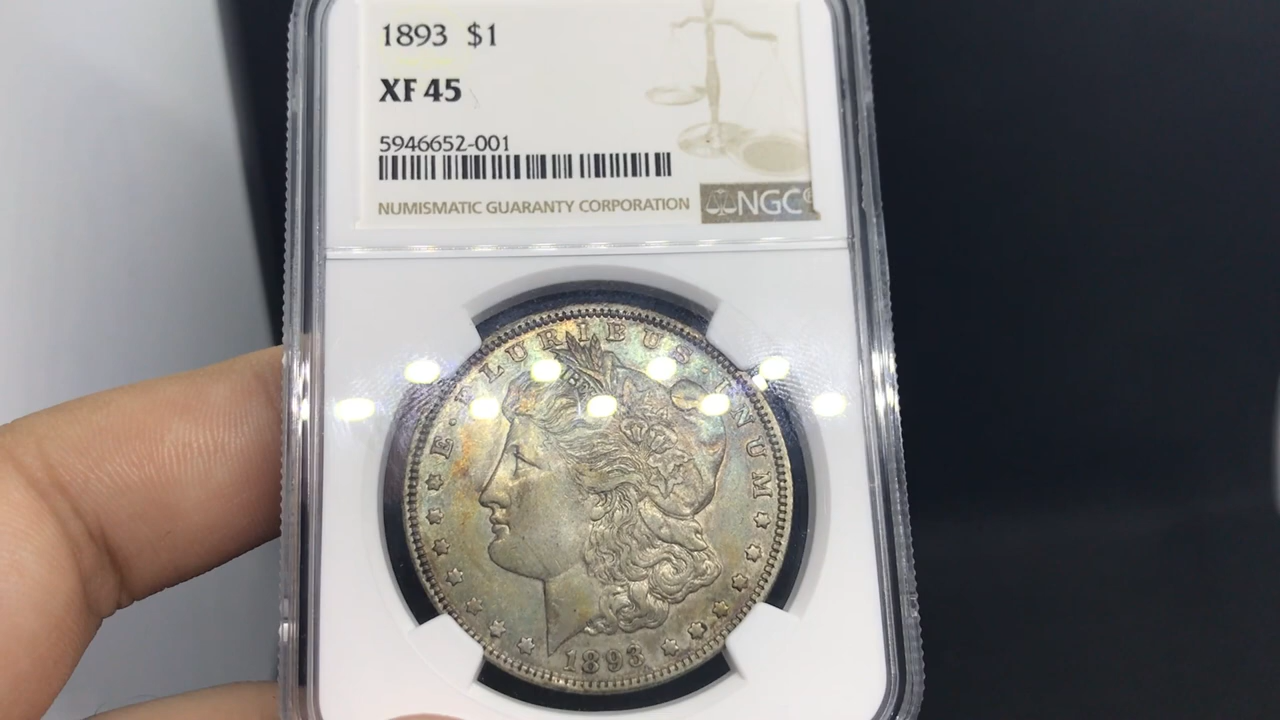 1893 $1
XF 45
5946652-001
NUMISMATIC GUARANTY CORPORATION
NGC®
E · PLURIBUS · UNUM
1893